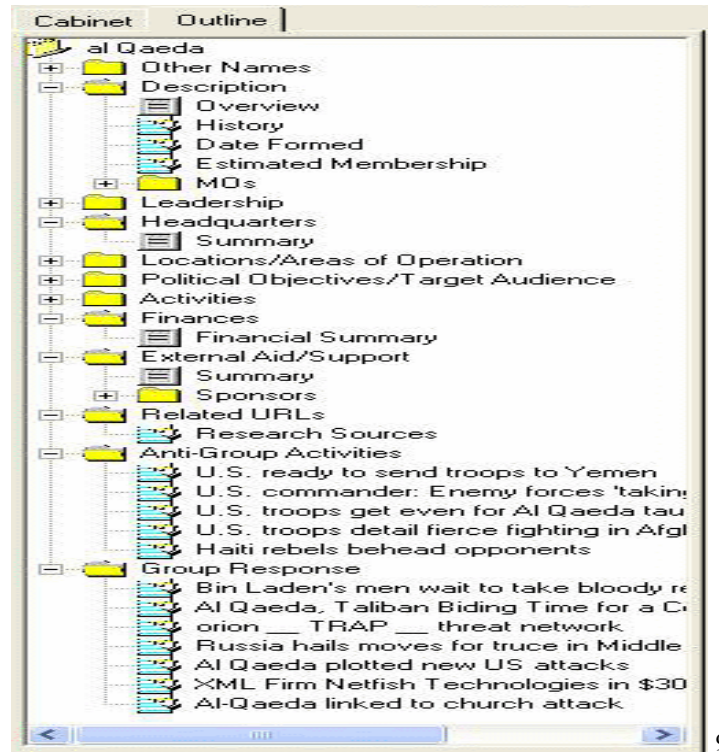 Cabinet Outline
al Qaeda
Other Names
Description
Overview
History
Date Formed
Estimated Membership
MOs
Leadership
Headquarters
Summary
Locations/Areas of Operation
Political Objectives/Target Audience
Activities
Finances
Financial Summary
External Aid/Support
Summary
Sponsors
Related URLs
Research Sources
Anti-Group Activities
U.S. ready to send troops to Yemen
U.S. commander: Enemy forces 'taking
U.S. troops get even for Al Qaeda tau
U.S. troops detail fierce fighting in Afgl
Haiti rebels behead opponents
Group Response
Bin Laden's men wait to take bloody re
Al Qaeda, Taliban Biding Time for a Co
orion __ TRAP __ threat network
Russia hails moves for truce in Middle
Al Qaeda plotted new US attacks
XML Firm Netfish Technologies in $30
Al-Qaeda linked to church attack